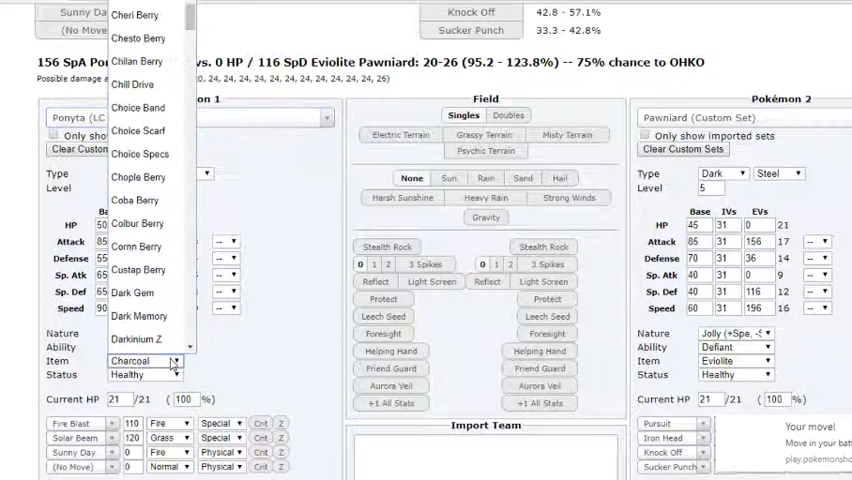 Sunny Da
(No Move)
Knock Off 42.8 - 57.1%
Sucker Punch 33.3 - 42.8%
156 SpA Po vs. 0 HP / 116 SpD Eviolite Pawniard: 20-26 (95.2 - 123.8%) -- 75% chance to OHKO
Possible damage a 20, 24, 24, 24, 24, 24, 24, 26)
Cheri Berry
Chesto Berry
Chilan Berry
Chill Drive
Choice Band
Choice Scarf
Choice Specs
Chople Berry
Coba Berry
Colbur Berry
Cornn Berry
Custap Berry
Dark Gem
Dark Memory
Darkinium Z
on 1
Ponyta (LC
Only show
Clear Custom
Type
Level
Ba
HP 50
Attack 85
Defense 55
Sp. Atk 65
Sp. Def 65
Speed 90
-- -- -- -- --
Nature
Ability
Item Charcoal
Status Healthy
Current HP 21 /21 ( 100 %)
Fire Blast 110 Fire Special Crit Z
Solar Beam 120 Grass Special Crit Z
Sunny Day 0 Fire Physical Crit Z
(No Move) 0 Normal Physical Crit Z
Field
Singles Doubles
Electric Terrain Grassy Terrain Misty Terrain
Psychic Terrain
None Sun Rain Sand Hail
Harsh Sunshine Heavy Rain Strong Winds
Gravity
Stealth Rock Stealth Rock
0 1 2 3 Spikes 0 1 2 3 Spikes
Reflect Light Screen Reflect Light Screen
Protect Protect
Leech Seed Leech Seed
Foresight Foresight
Helping Hand Helping Hand
Friend Guard Friend Guard
Aurora Veil Aurora Veil
+1 All Stats +1 All Stats
Import Team
Pokémon 2
Pawniard (Custom Set)
Only show imported sets
Clear Custom Sets
Type Dark Steel
Level 5
Base IVs EVs
HP 45 31 0 21
Attack 85 31 156 17 --
Defense 70 31 36 14 --
Sp. Atk 40 31 0 9 --
Sp. Def 40 31 116 12 --
Speed 60 31 196 16 --
Nature Jolly (+Spe, -S
Ability Defiant
Item Eviolite
Status Healthy
Current HP 21 /21 ( 100 %)
Pursuit
Iron Head
Knock Off
Sucker Punch
Your move!
Move in your bat
play.pokemonsho